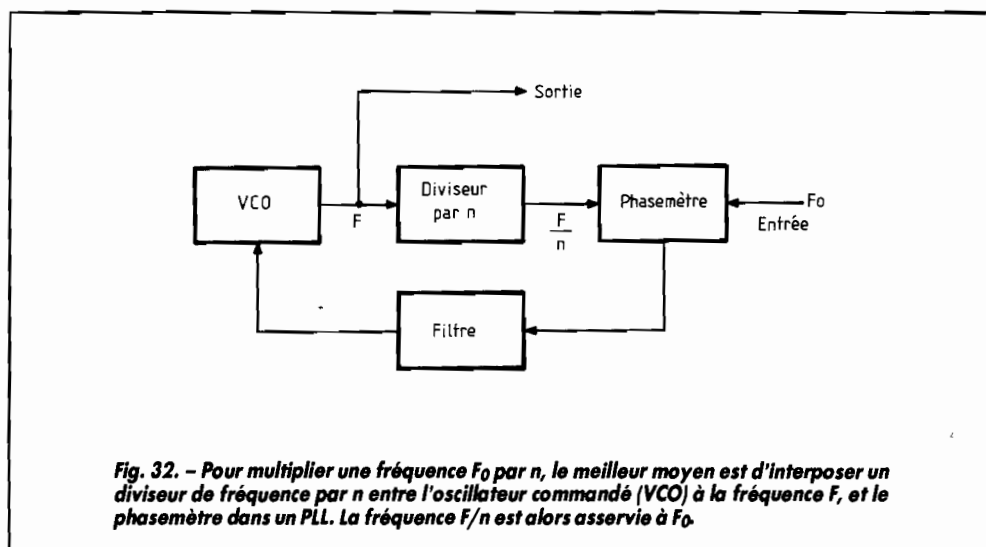 Sortie
VCO
F
Diviseur
par n
F
n
Phasemètre
Fo
Entrée
Filtre
Fig. 32. – Pour multiplier une fréquence F₀ par n, le meilleur moyen est d'interposer un
diviseur de fréquence par n entre l'oscillateur commandé (VCO) à la fréquence F, et le
phasemètre dans un PLL. La fréquence F/n est alors asservie à F₀.